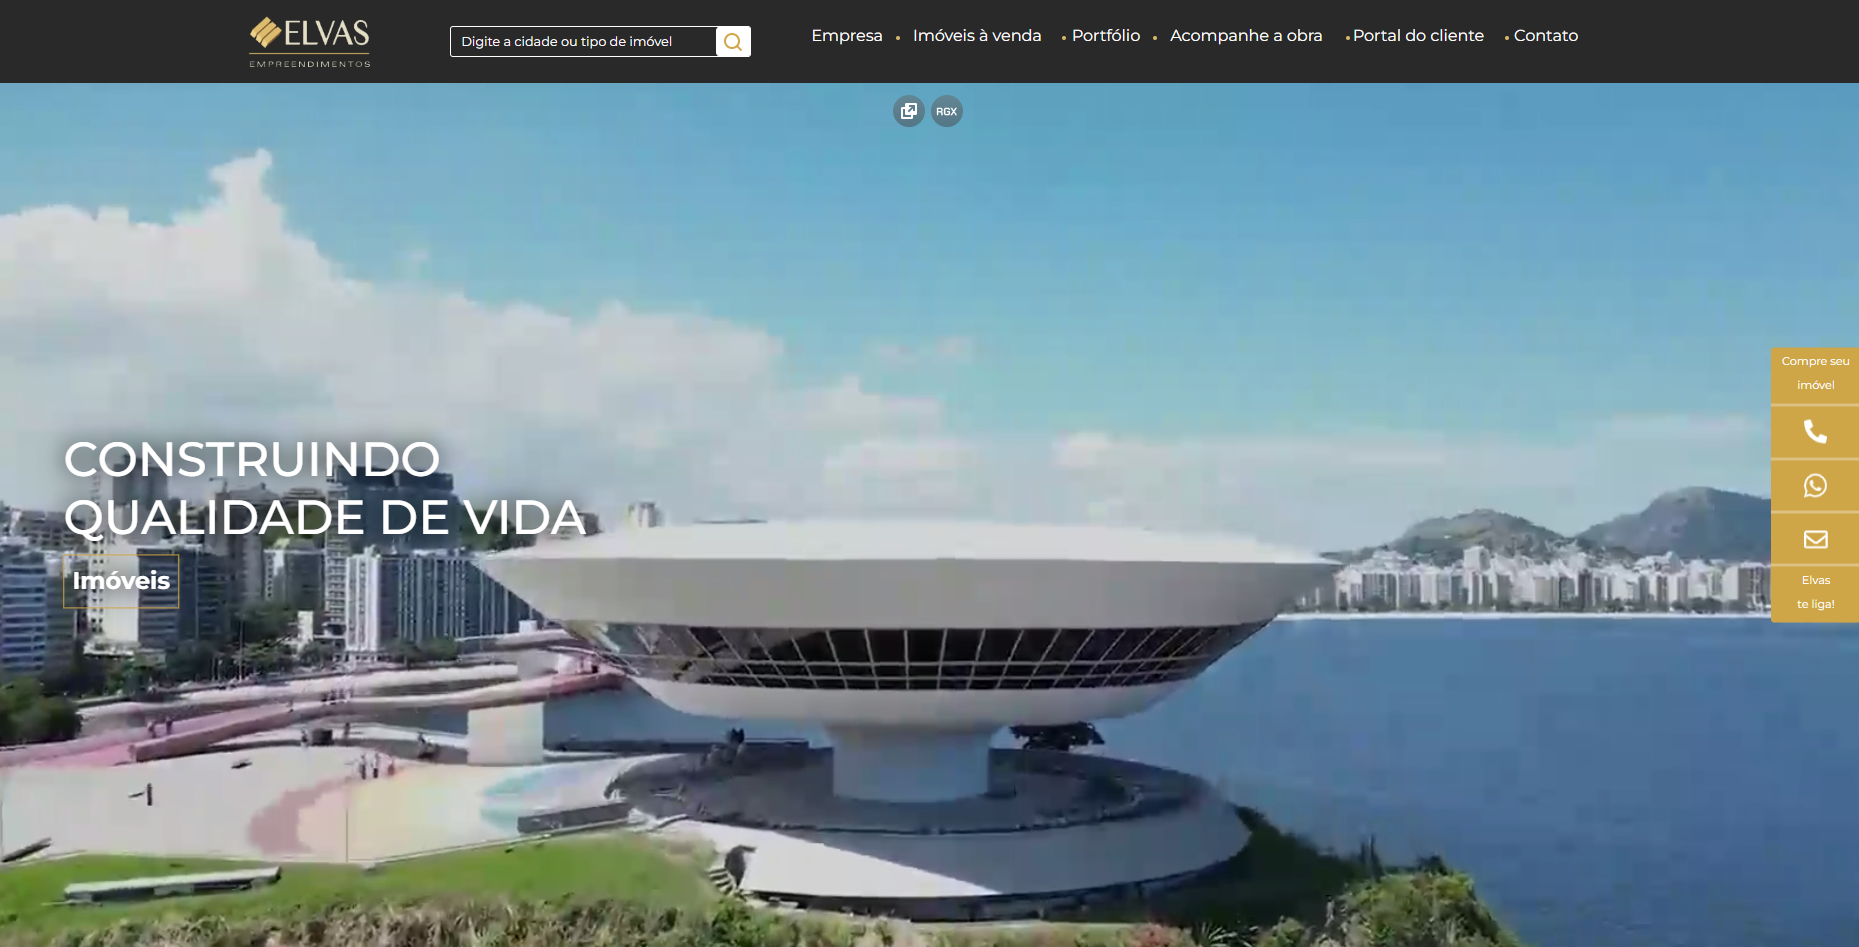 ELVAS
EMPREENDIMENTOS
Digite a cidade ou tipo de imóvel
Empresa • Imóveis à venda • Portfólio • Acompanhe a obra • Portal do cliente • Contato
RGX
Compre seu
imóvel
CONSTRUINDO
QUALIDADE DE VIDA
Imóveis
Elvas
te liga!